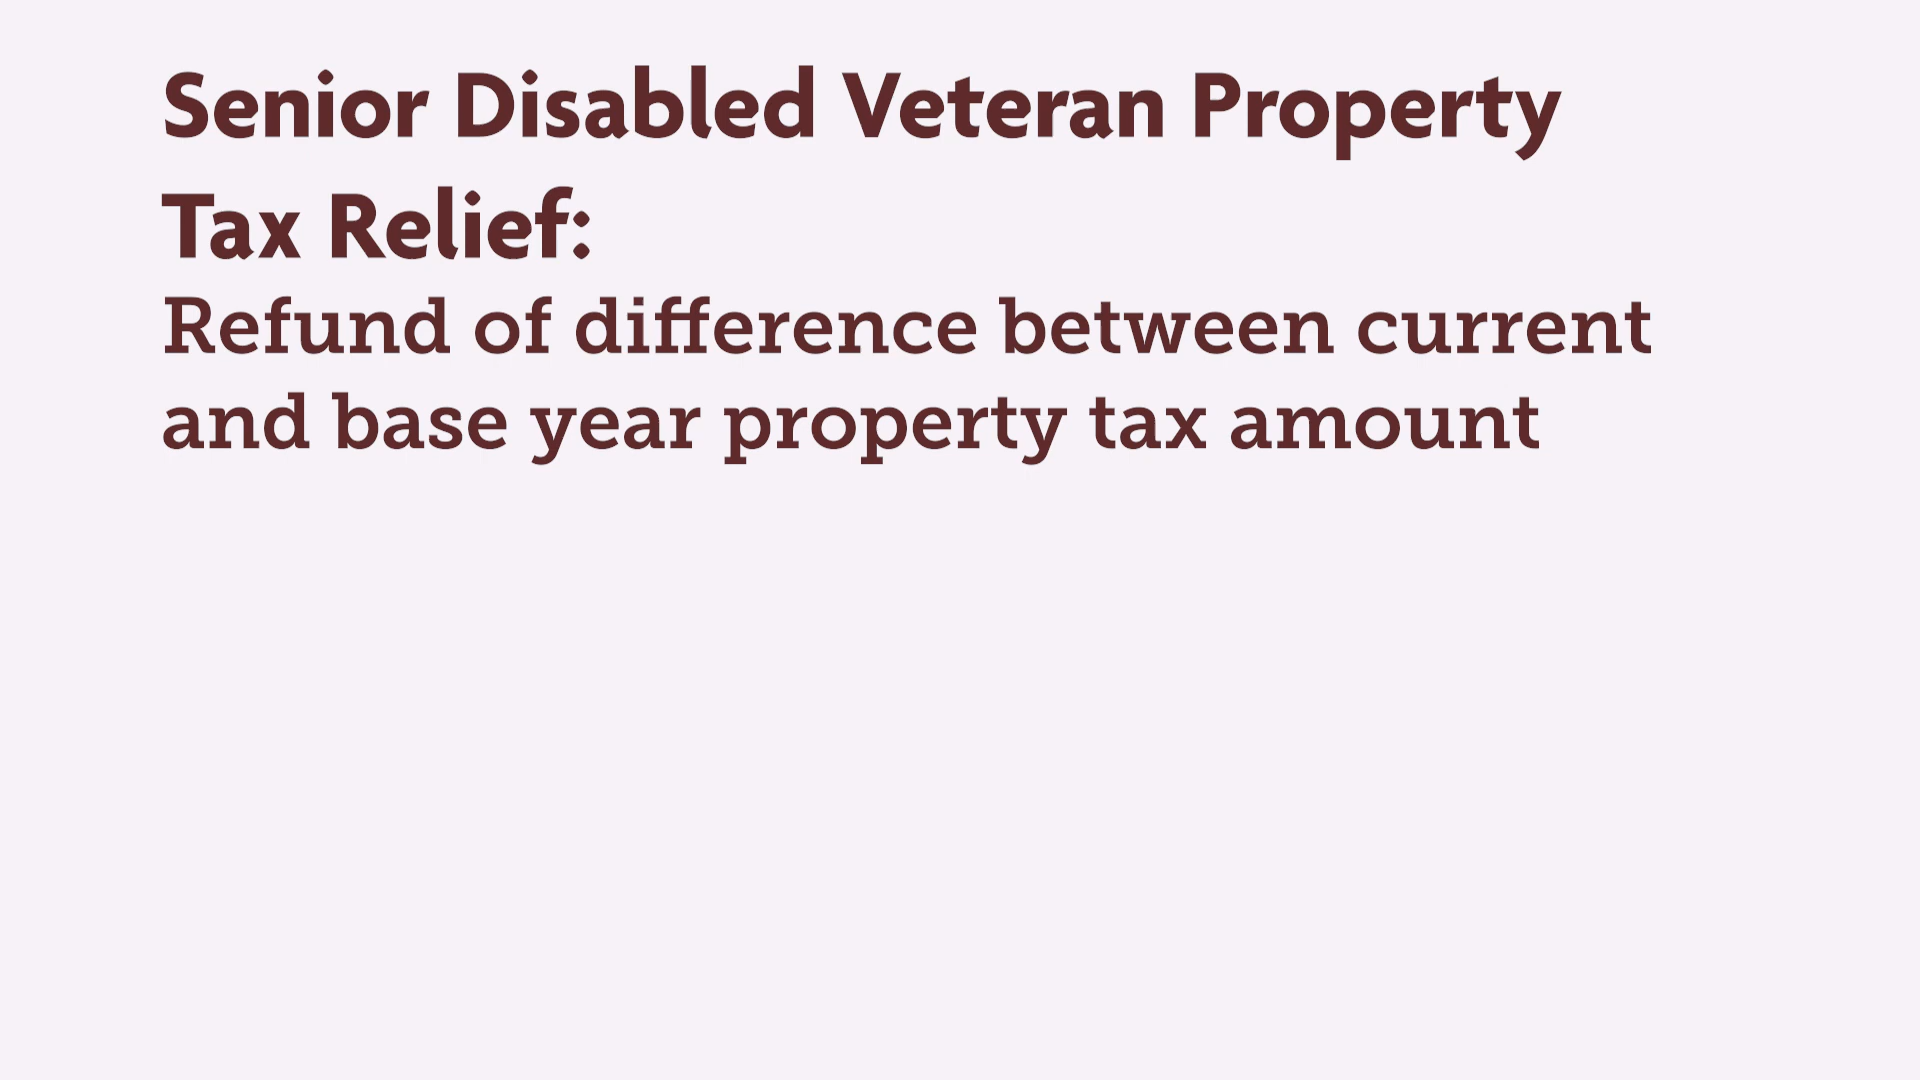 Senior Disabled Veteran Property
Tax Relief:
Refund of difference between current
and base year property tax amount